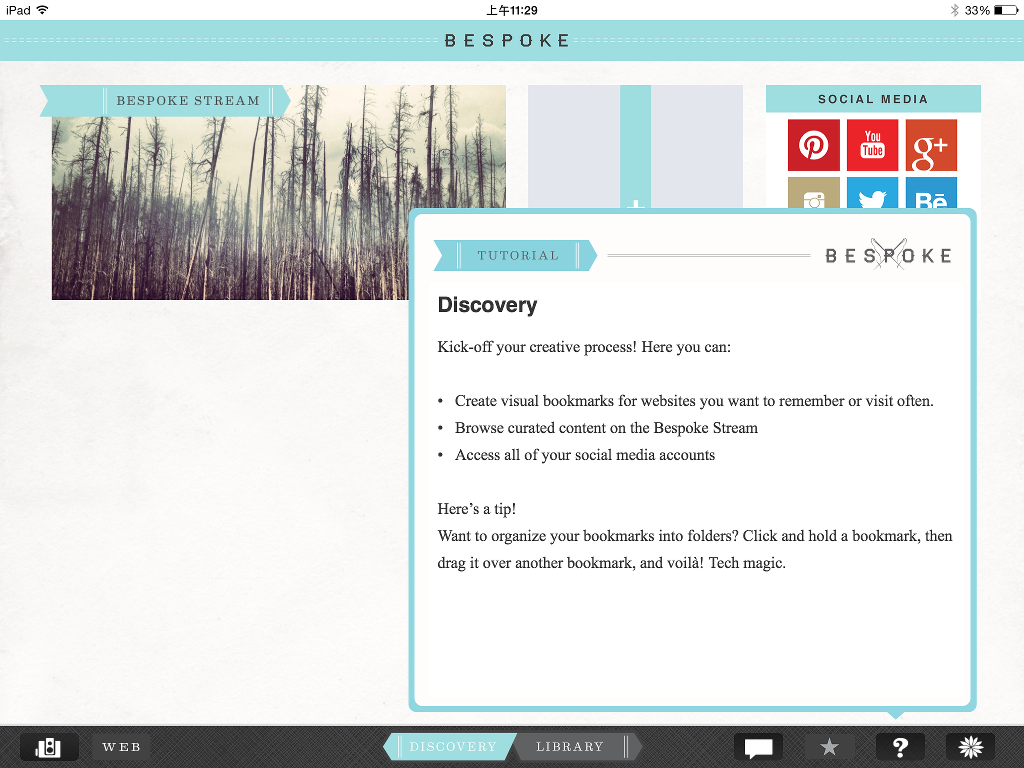 iPad 上午11:29 33%
BESPOKE
BESPOKE STREAM
SOCIAL MEDIA
You
Tube
g+
Bē
TUTORIAL
BESPOKE
Discovery
Kick-off your creative process! Here you can:
• Create visual bookmarks for websites you want to remember or visit often.
• Browse curated content on the Bespoke Stream
• Access all of your social media accounts
Here’s a tip!
Want to organize your bookmarks into folders? Click and hold a bookmark, then
drag it over another bookmark, and voilà! Tech magic.
WEB
DISCOVERY
LIBRARY
?